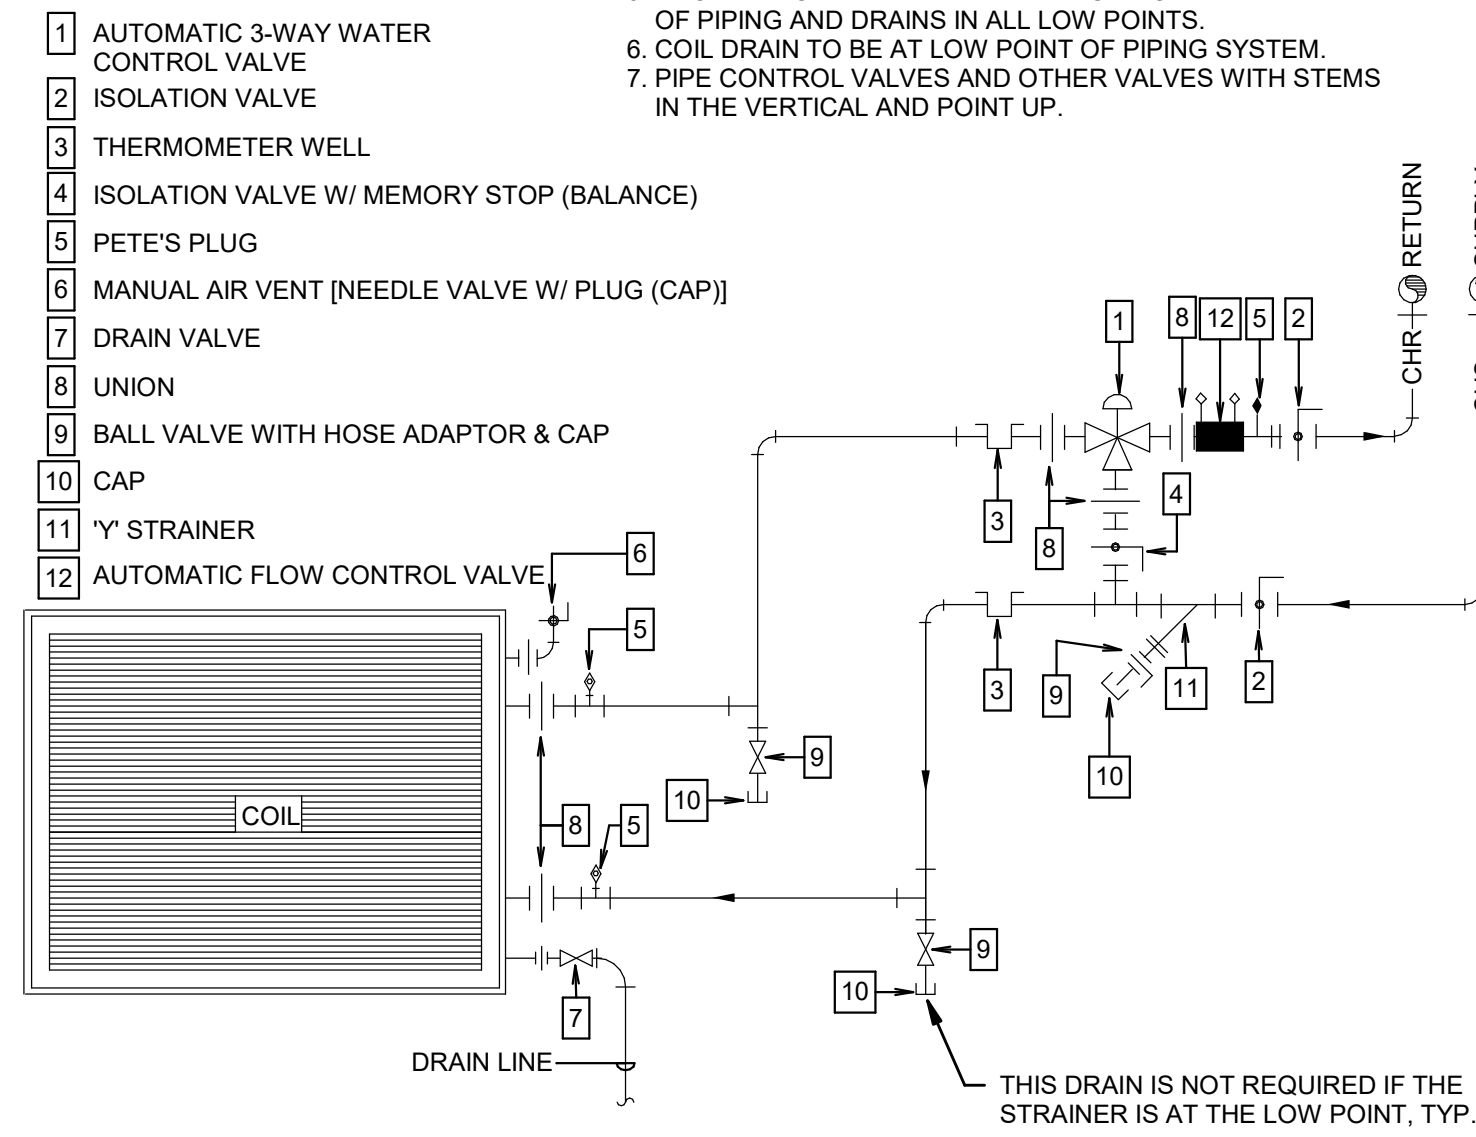 1 AUTOMATIC 3-WAY WATER
CONTROL VALVE
2 ISOLATION VALVE
3 THERMOMETER WELL
4 ISOLATION VALVE W/ MEMORY STOP (BALANCE)
5 PETE'S PLUG
6 MANUAL AIR VENT [NEEDLE VALVE W/ PLUG (CAP)]
7 DRAIN VALVE
8 UNION
9 BALL VALVE WITH HOSE ADAPTOR & CAP
10 CAP
11 'Y' STRAINER
12 AUTOMATIC FLOW CONTROL VALVE
OF PIPING AND DRAINS IN ALL LOW POINTS.
6. COIL DRAIN TO BE AT LOW POINT OF PIPING SYSTEM.
7. PIPE CONTROL VALVES AND OTHER VALVES WITH STEMS
IN THE VERTICAL AND POINT UP.
RETURN
CHR
1
8
12
5
2
3
8
4
6
5
3
9
10
11
2
9
10
COIL
8
5
9
10
7
DRAIN LINE
THIS DRAIN IS NOT REQUIRED IF THE
STRAINER IS AT THE LOW POINT, TYP.